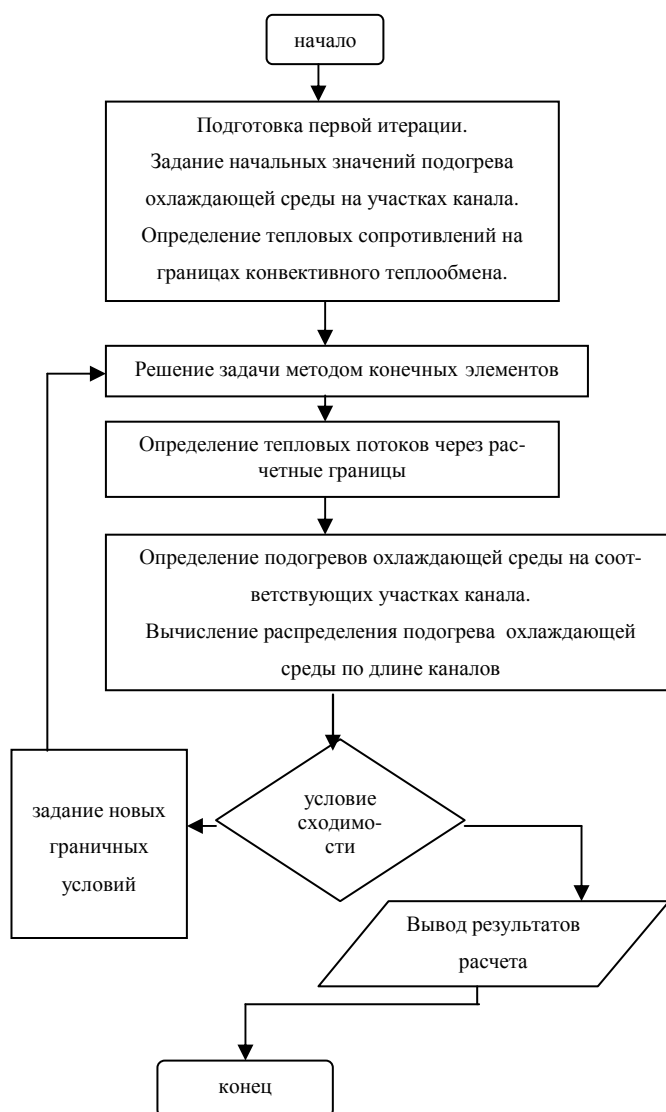 начало
Подготовка первой итерации.
Задание начальных значений подогрева
охлаждающей среды на участках канала.
Определение тепловых сопротивлений на
границах конвективного теплообмена.
Решение задачи методом конечных элементов
Определение тепловых потоков через рас-
четные границы
Определение подогревов охлаждающей среды на соот-
ветствующих участках канала.
Вычисление распределения подогрева охлаждающей
среды по длине каналов
условие
сходимо-
сти
задание новых
граничных
условий
Вывод результатов
расчета
конец